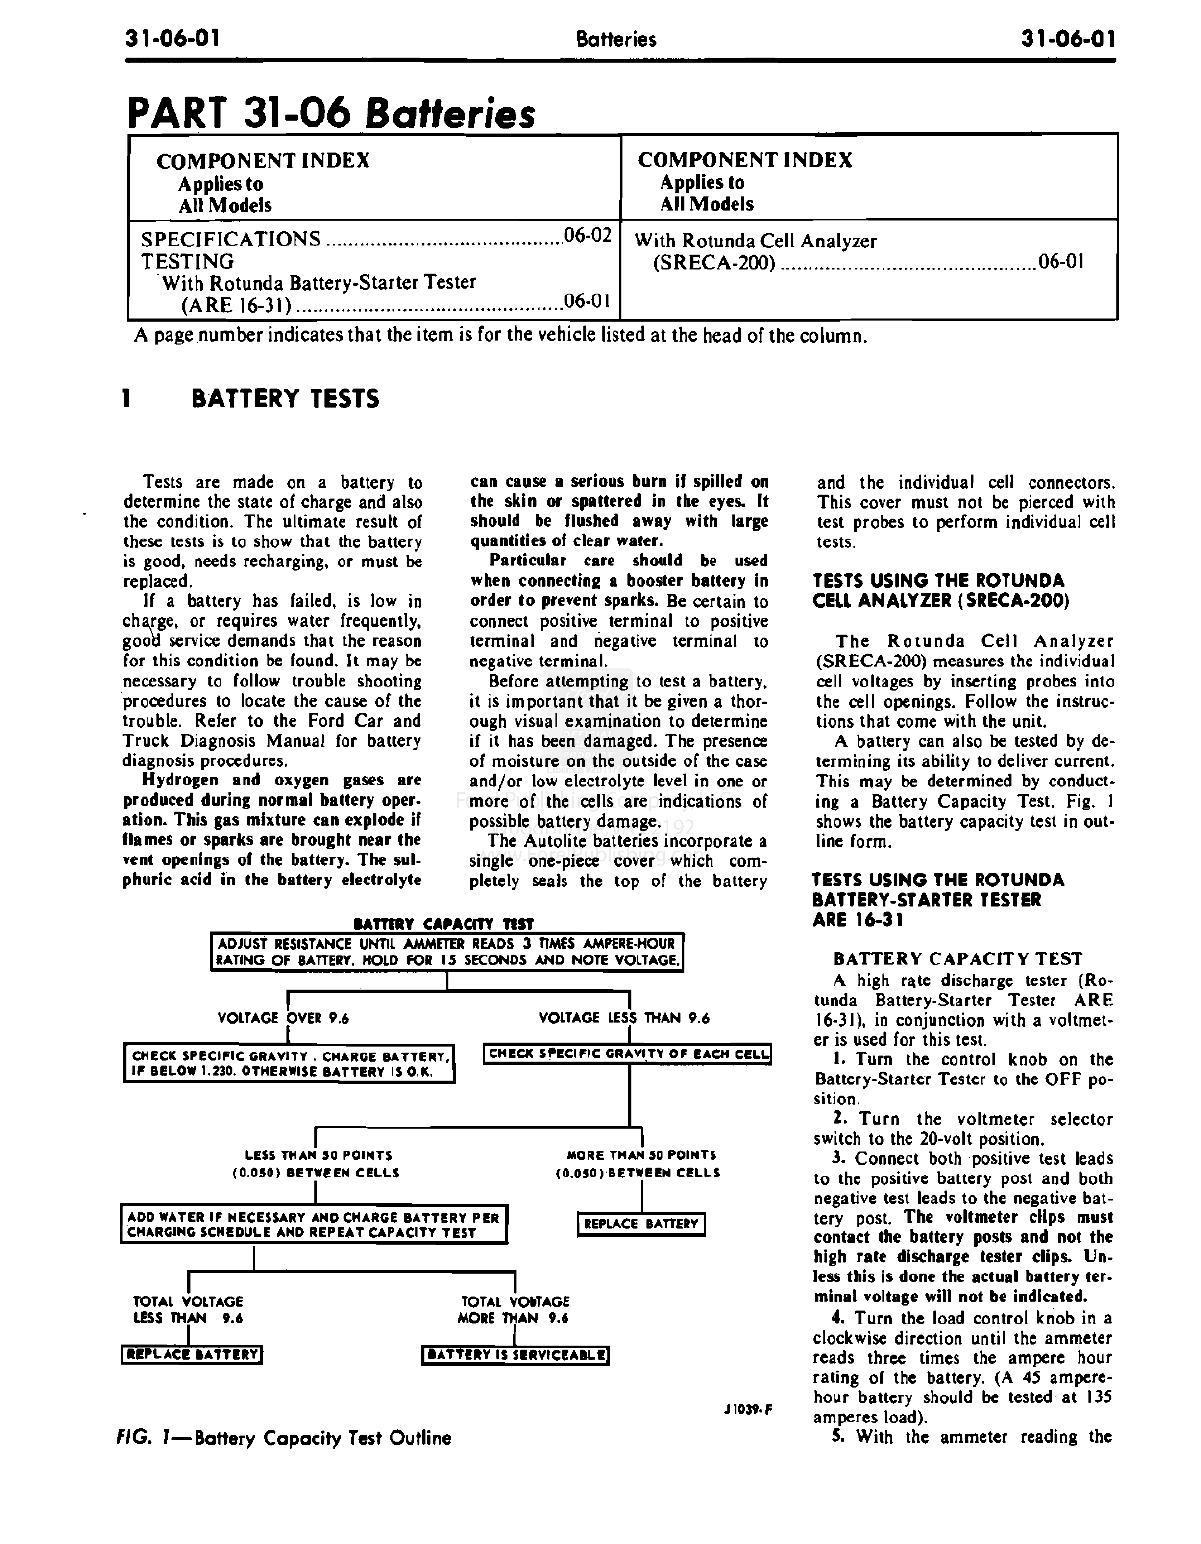 31-06-01 Batteries 31-06-01
PART 31-06 Batteries
COMPONENT INDEX
Applies to
All Models
SPECIFICATIONS ........................................06-02
TESTING
With Rotunda Battery-Starter Tester
(ARE 16-31)..............................................06-01
COMPONENT INDEX
Applies to
All Models
With Rotunda Cell Analyzer
(SRECA-200) ...........................................06-01
A page number indicates that the item is for the vehicle listed at the head of the column.
1 BATTERY TESTS
Tests are made on a battery to
determine the state of charge and also
the condition. The ultimate result of
these tests is to show that the battery
is good, needs recharging, or must be
replaced.
If a battery has failed, is low in
charge, or requires water frequently,
good service demands that the reason
for this condition be found. It may be
necessary to follow trouble shooting
procedures to locate the cause of the
trouble. Refer to the Ford Car and
Truck Diagnosis Manual for battery
diagnosis procedures.
Hydrogen and oxygen gases are
produced during normal battery oper-
ation. This gas mixture can explode if
flames or sparks are brought near the
vent openings of the battery. The sul-
phuric acid in the battery electrolyte
can cause a serious burn if spilled on
the skin or spattered in the eyes. It
should be flushed away with large
quantities of clear water.
Particular care should be used
when connecting a booster battery in
order to prevent sparks. Be certain to
connect positive terminal to positive
terminal and negative terminal to
negative terminal.
Before attempting to test a battery,
it is important that it be given a thor-
ough visual examination to determine
if it has been damaged. The presence
of moisture on the outside of the case
and/or low electrolyte level in one or
more of the cells are indications of
possible battery damage.
The Autolite batteries incorporate a
single one-piece cover which com-
pletely seals the top of the battery
and the individual cell connectors.
This cover must not be pierced with
test probes to perform individual cell
tests.
TESTS USING THE ROTUNDA
CELL ANALYZER (SRECA-200)
The Rotunda Cell Analyzer
(SRECA-200) measures the individual
cell voltages by inserting probes into
the cell openings. Follow the instruc-
tions that come with the unit.
A battery can also be tested by de-
termining its ability to deliver current.
This may be determined by conduct-
ing a Battery Capacity Test. Fig. 1
shows the battery capacity test in out-
line form.
TESTS USING THE ROTUNDA
BATTERY-STARTER TESTER
ARE 16-31
BATTERY CAPACITY TEST
A high rate discharge tester (Ro-
tunda Battery-Starter Tester ARE
16-31), in conjunction with a voltmet-
er is used for this test.
1. Turn the control knob on the
Battery-Starter Tester to the OFF po-
sition.
2. Turn the voltmeter selector
switch to the 20-volt position.
3. Connect both positive test leads
to the positive battery post and both
negative test leads to the negative bat-
tery post. The voltmeter clips must
contact the battery posts and not the
high rate discharge tester clips. Un-
less this is done the actual battery ter-
minal voltage will not be indicated.
4. Turn the load control knob in a
clockwise direction until the ammeter
reads three times the ampere hour
rating of the battery. (A 45 ampere-
hour battery should be tested at 135
amperes load).
5. With the ammeter reading the
BATTERY CAPACITY TEST
ADJUST RESISTANCE UNTIL AMMETER READS 3 TIMES AMPERE-HOUR
RATING OF BATTERY. HOLD FOR 15 SECONDS AND NOTE VOLTAGE.
VOLTAGE OVER 9.6
VOLTAGE LESS THAN 9.6
CHECK SPECIFIC GRAVITY . CHARGE BATTERY,
IF BELOW 1.230. OTHERWISE BATTERY IS O.K.
CHECK SPECIFIC GRAVITY OF EACH CELL
LESS THAN 50 POINTS
(0.050) BETWEEN CELLS
MORE THAN 50 POINTS
(0.050) BETWEEN CELLS
ADD WATER IF NECESSARY AND CHARGE BATTERY PER
CHARGING SCHEDULE AND REPEAT CAPACITY TEST
REPLACE BATTERY
TOTAL VOLTAGE
LESS THAN 9.6
TOTAL VOLTAGE
MORE THAN 9.6
REPLACE BATTERY
BATTERY IS SERVICEABLE
J1039-F
FIG. 1—Battery Capacity Test Outline